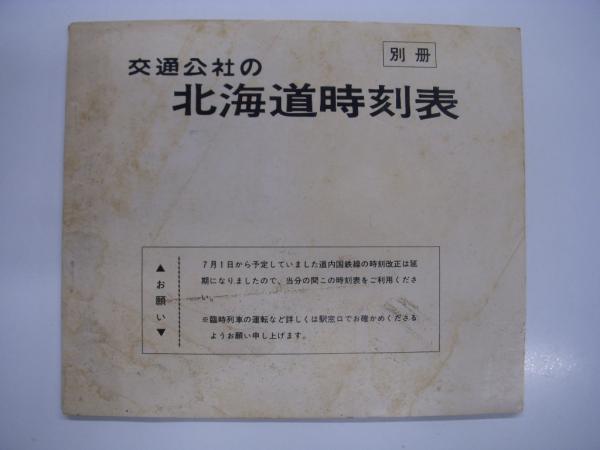 別冊
交通公社の
北海道時刻表
▲お願い▼
7月1日から予定していました道内国鉄線の時刻改正は延
期になりましたので、当分の間この時刻表をご利用くださ
い。
※臨時列車の運転など詳しくは駅窓口でお確かめくださる
ようお願い申し上げます。